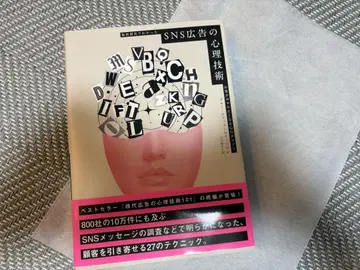 SNS広告の心理技術
W S V B O
D W E X C H
I F T L Z K I N G
O L U R P
ベストセラー「現代広告の心理技術101」の続編が登場!
800社の10万件にも及ぶ
SNSメッセージの調査などで明らかになった、
顧客を引き寄せる27のテクニック。